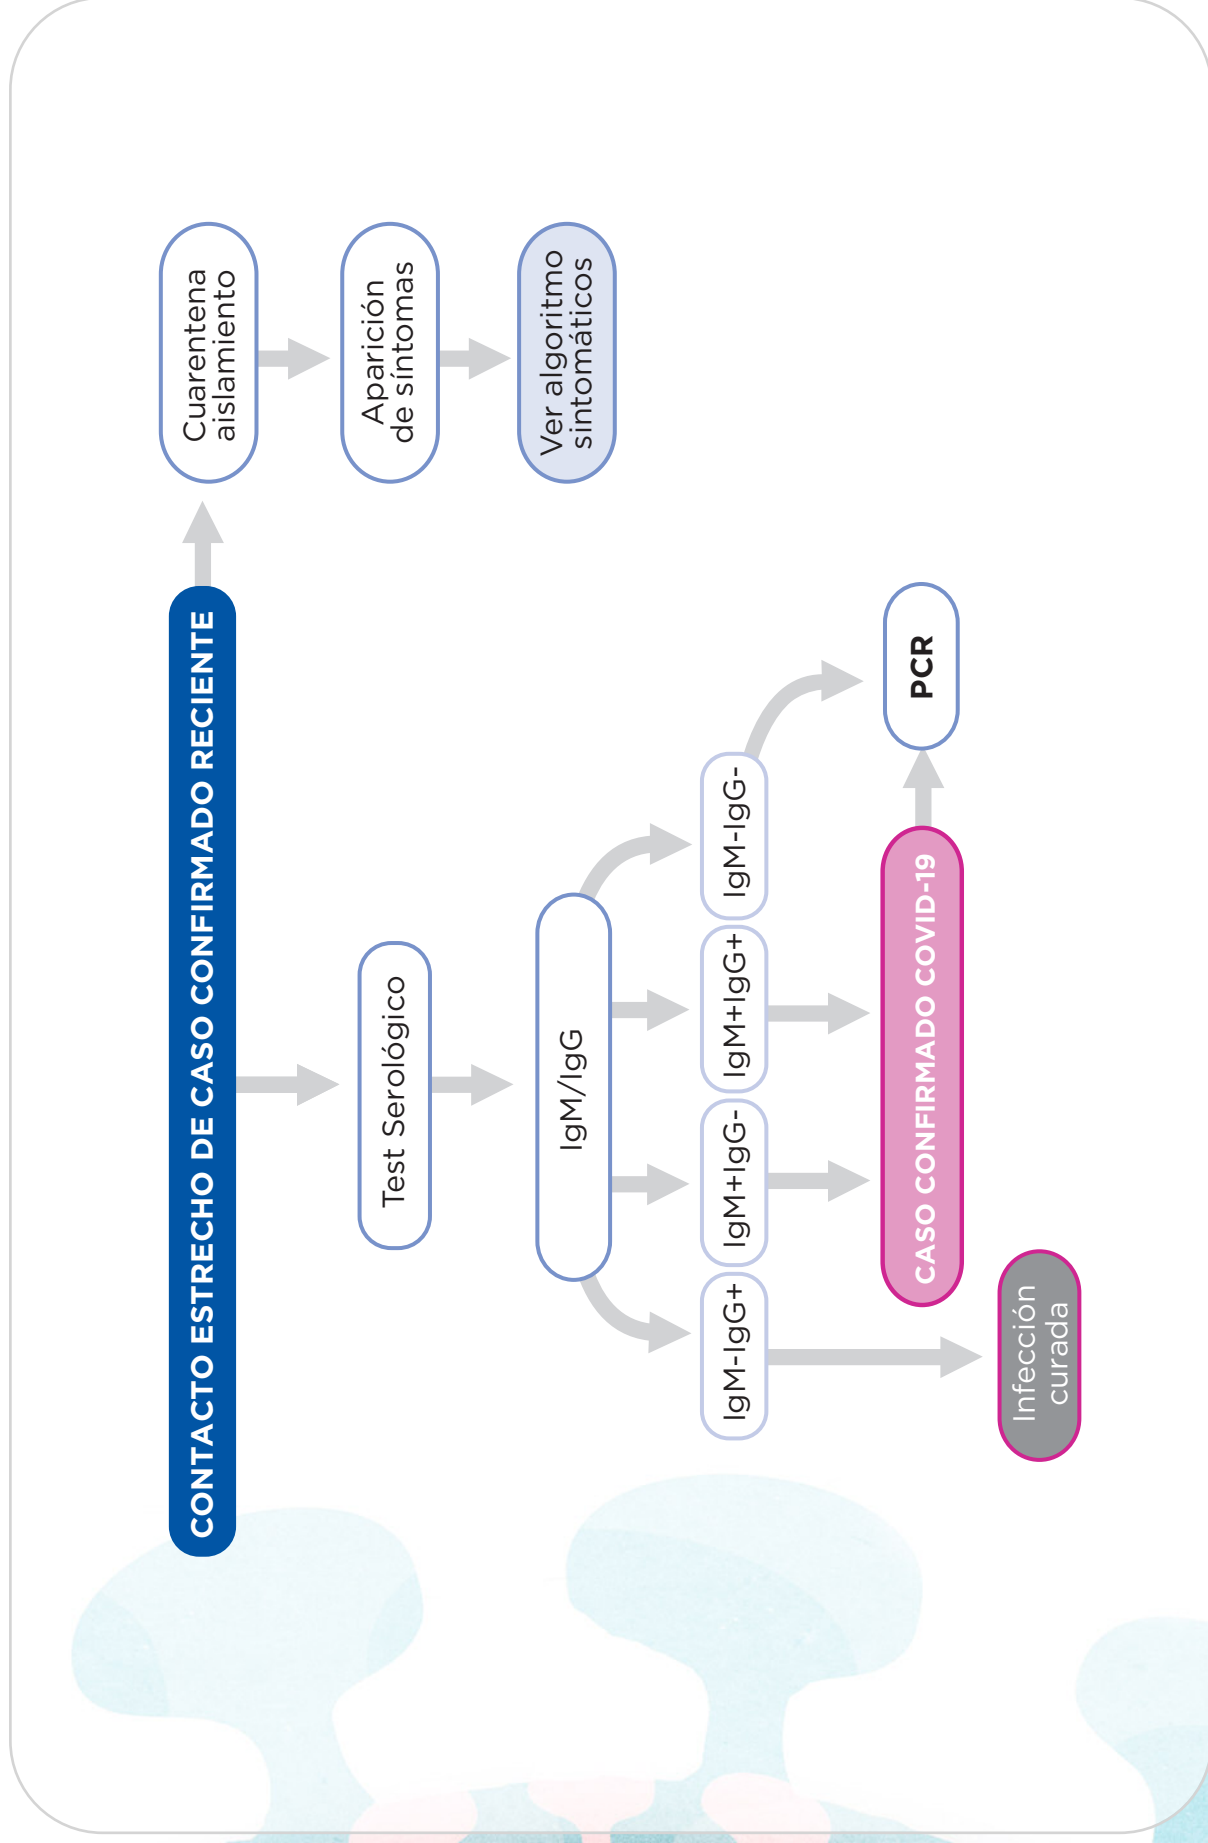 CONTACTO ESTRECHO DE CASO CONFIRMADO RECIENTE
Cuarentena
aislamiento
Aparición
de síntomas
Ver algoritmo
sintomáticos
Test Serológico
IgM/IgG
IgM-IgG+
IgM+IgG-
IgM+IgG+
IgM-IgG-
CASO CONFIRMADO COVID-19
PCR
Infección
curada